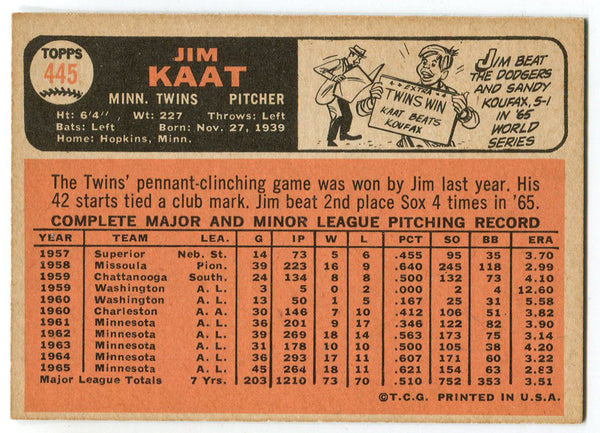 TOPPS
445
JIM
KAAT
MINN. TWINS PITCHER
Ht: 6'4", Wt: 227 Throws: Left
Bats: Left Born: Nov. 27, 1939
Home: Hopkins, Minn.
EXTRA
TWINS WIN
KAAT BEATS
KOUFAX
JIM BEAT
THE DODGERS
AND SANDY
KOUFAX, 5-1
IN '65
WORLD
SERIES
The Twins' pennant-clinching game was won by Jim last year. His
42 starts tied a club mark. Jim beat 2nd place Sox 4 times in '65.
COMPLETE MAJOR AND MINOR LEAGUE PITCHING RECORD
YEAR TEAM LEA. G IP W L PCT SO BB ERA
1957 Superior Neb. St. 14 73 5 6 .455 95 35 3.70
1958 Missoula Pion. 39 223 16 9 .640 245 118 2.99
1959 Chattanooga South. 24 134 8 8 .500 132 73 4.10
1959 Washington A. L. 3 5 0 2 .000 2 4 12.60
1960 Washington A. L. 13 50 1 5 .167 25 31 5.58
1960 Charleston A. A. 30 146 7 10 .412 106 51 3.82
1961 Minnesota A. L. 36 201 9 17 .346 122 82 3.90
1962 Minnesota A. L. 39 269 18 14 .563 173 75 3.14
1963 Minnesota A. L. 31 178 10 10 .500 105 38 4.20
1964 Minnesota A. L. 36 293 17 11 .607 171 60 3.22
1965 Minnesota A. L. 45 264 18 11 .621 154 63 2.83
Major League Totals 7 Yrs. 203 1210 73 70 .510 752 353 3.51
©T.C.G. PRINTED IN U.S.A.